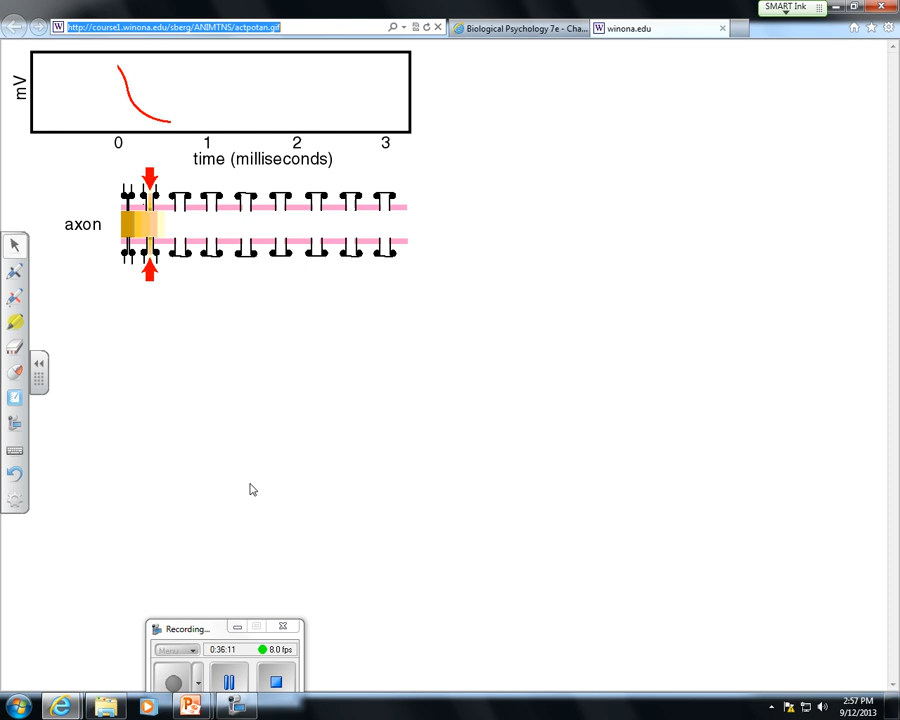 SMART Ink
http://course1.winona.edu/sberg/ANIMTNS/actpotan.gif
Biological Psychology 7e - Cha...
winona.edu
mV
0 1 2 3
time (milliseconds)
axon
Recording...
Menu
0:36:11
8.0 fps
2:57 PM
9/12/2013